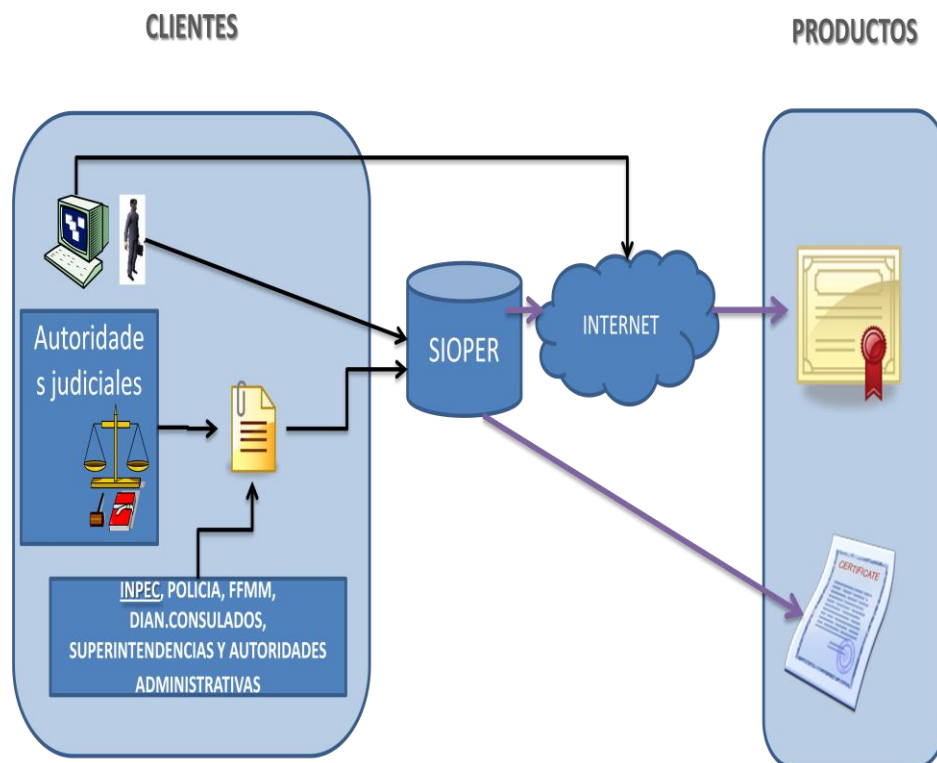 CLIENTES
PRODUCTOS
Autoridade
s judiciales
SIOPER
INTERNET
INPEC, POLICIA, FFMM,
DIAN.CONSULADOS,
SUPERINTENDENCIAS Y AUTORIDADES
ADMINISTRATIVAS
CERTIFICATE